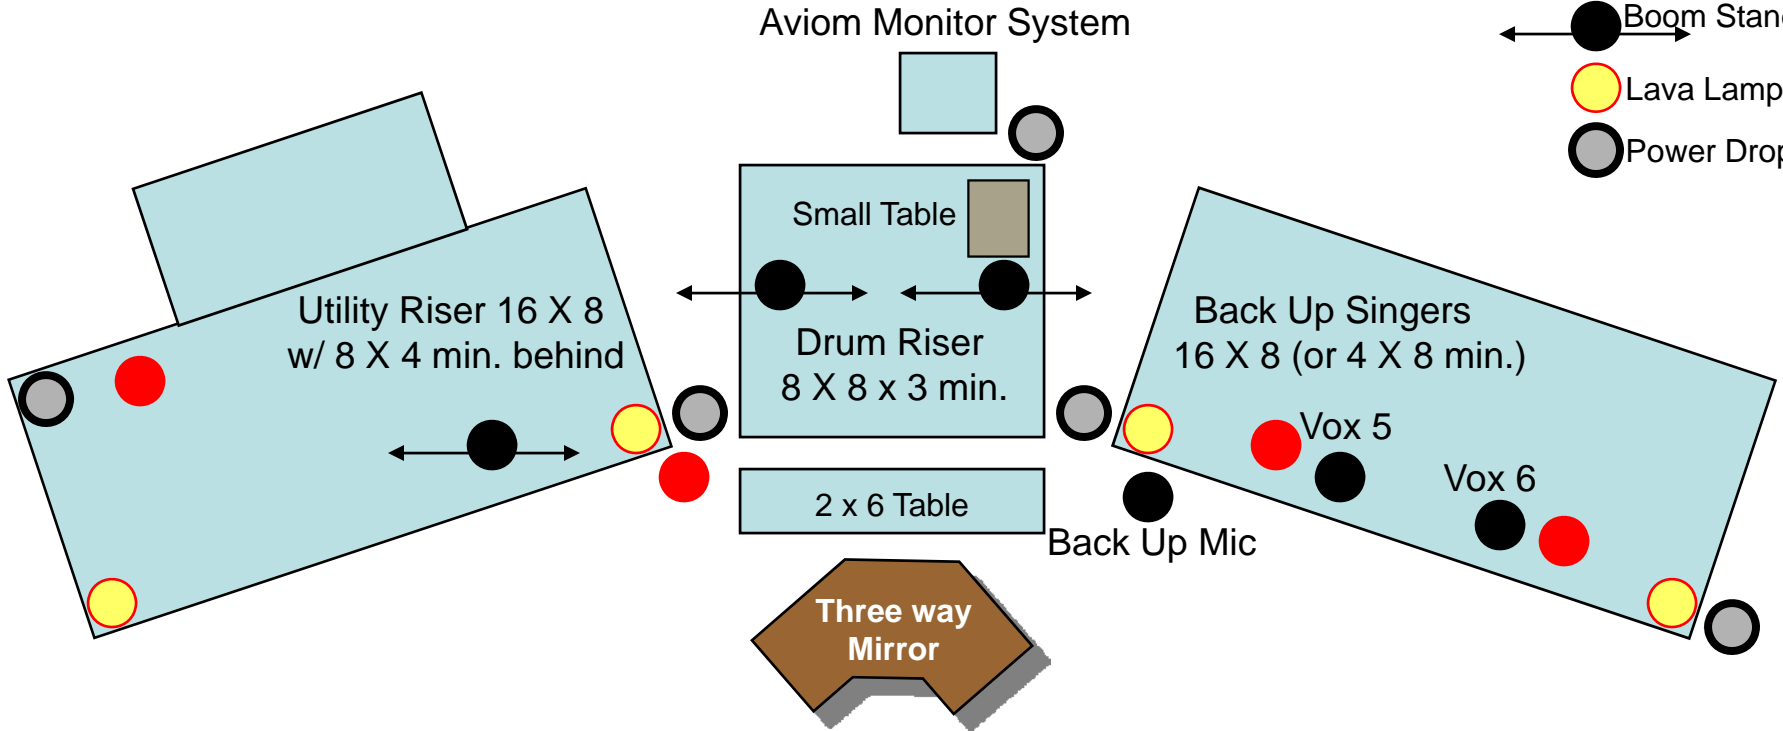 Aviom Monitor System
Boom Stan
Lava Lamp
Power Drop
Small Table
Utility Riser 16 X 8
w/ 8 X 4 min. behind
Drum Riser
8 X 8 x 3 min.
Back Up Singers
16 X 8 (or 4 X 8 min.)
Vox 5
Vox 6
2 x 6 Table
Back Up Mic
Three way
Mirror